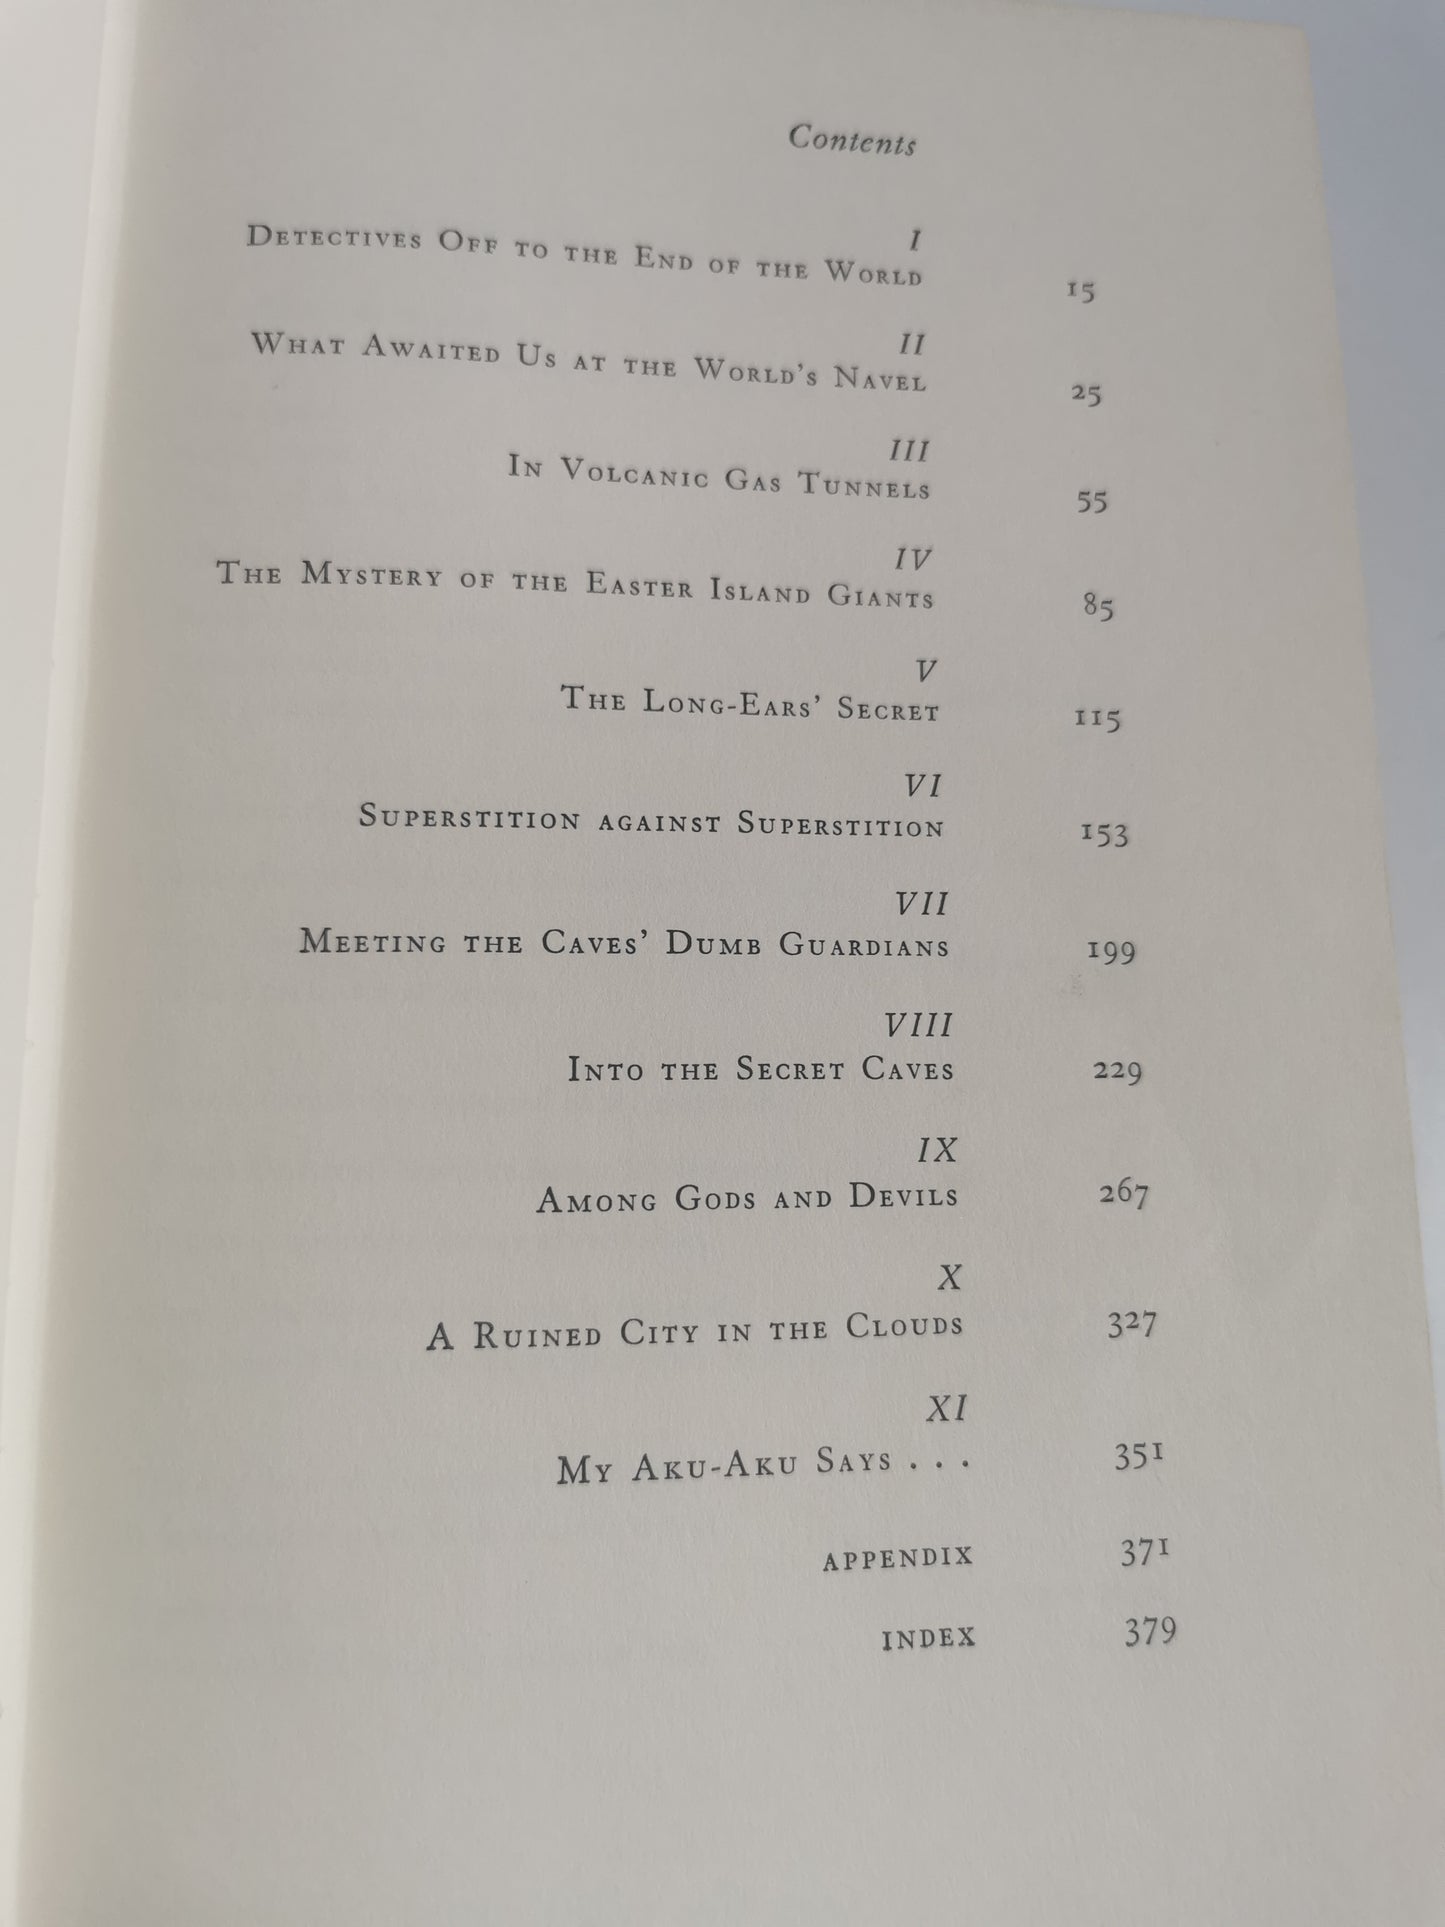 Contents
I
Detectives Off to the End of the World 15
II
What Awaited Us at the World's Navel 25
III
In Volcanic Gas Tunnels 55
IV
The Mystery of the Easter Island Giants 85
V
The Long-Ears' Secret 115
VI
Superstition against Superstition 153
VII
Meeting the Caves' Dumb Guardians 199
VIII
Into the Secret Caves 229
IX
Among Gods and Devils 267
X
A Ruined City in the Clouds 327
XI
My Aku-Aku Says . . . 351
APPENDIX 371
INDEX 379